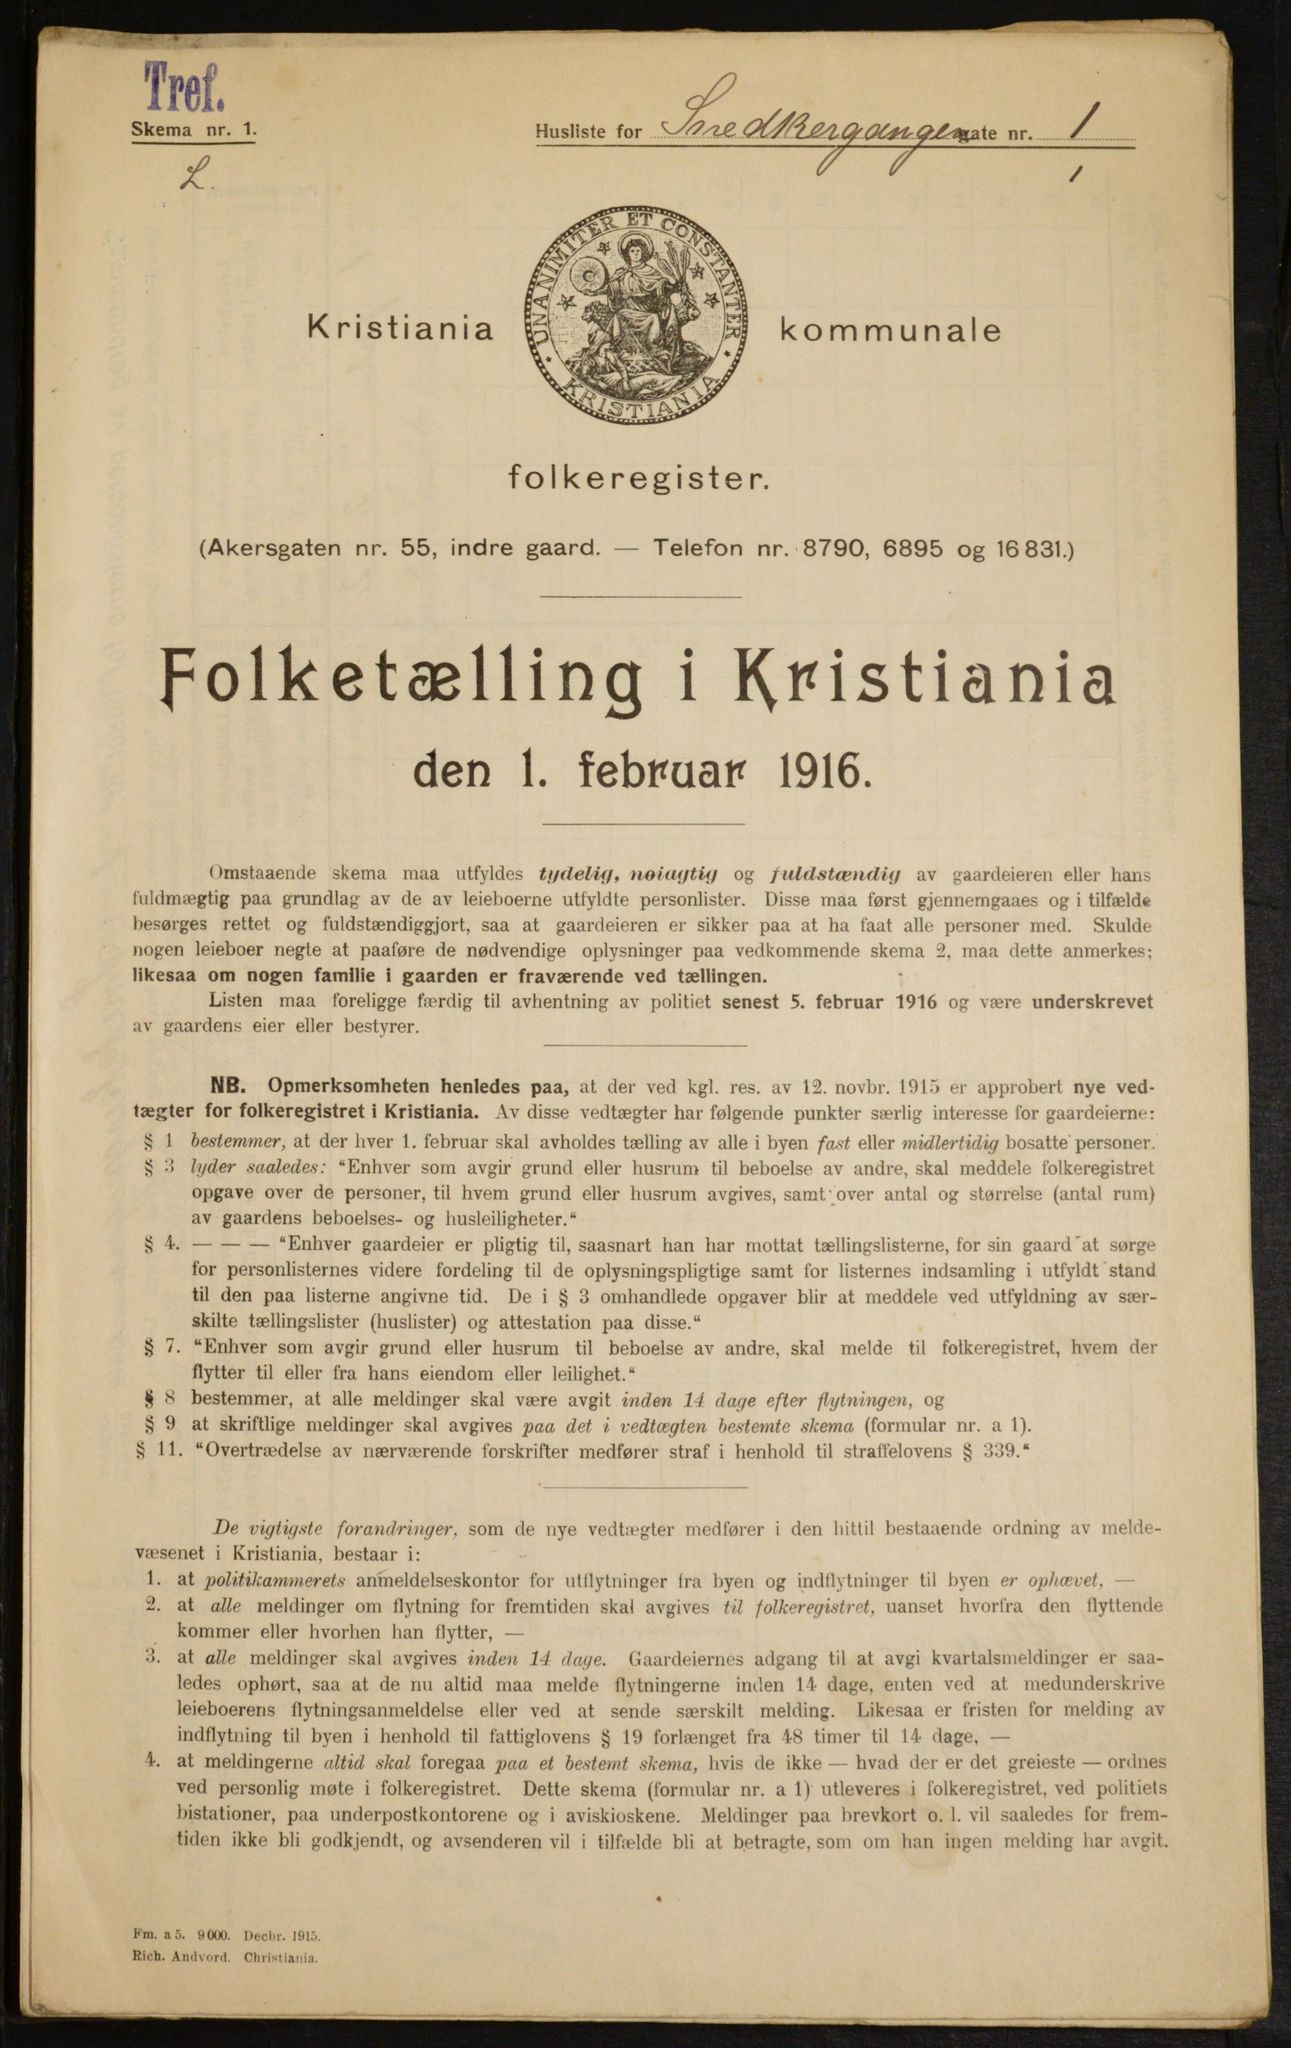 Tref.
Skema nr. 1.
L.
Husliste for Snedkergangen gate nr. 1
1
UNANIMITER ET CONSTANTER
KRISTIANIA
Kristiania kommunale
folkeregister.
(Akersgaten nr. 55, indre gaard. — Telefon nr. 8790, 6895 og 16 831.)
Folketælling i Kristiania
den 1. februar 1916.
Omstaaende skema maa utfyldes tydelig, nøiagtig og fuldstændig av gaardeieren eller hans
fuldmægtig paa grundlag av de av leieboerne utfyldte personlister. Disse maa først gjennemgaaes og i tilfælde
besørges rettet og fuldstændiggjort, saa at gaardeieren er sikker paa at ha faat alle personer med. Skulde
nogen leieboer negte at paaføre de nødvendige oplysninger paa vedkommende skema 2, maa dette anmerkes;
likesaa om nogen familie i gaarden er fraværende ved tællingen.
Listen maa foreligge færdig til avhentning av politiet senest 5. februar 1916 og være underskrevet
av gaardens eier eller bestyrer.
NB. Opmerksomheten henledes paa, at der ved kgl. res. av 12. novbr. 1915 er approbert nye ved-
tægter for folkeregistret i Kristiania. Av disse vedtægter har følgende punkter særlig interesse for gaardeierne:
§ 1 bestemmer, at der hver 1. februar skal avholdes tælling av alle i byen fast eller midlertidig bosatte personer.
§ 3 lyder saaledes: "Enhver som avgir grund eller husrum til beboelse av andre, skal meddele folkeregistret
opgave over de personer, til hvem grund eller husrum avgives, samt over antal og størrelse (antal rum)
av gaardens beboelses- og husleiligheter."
§ 4. — — — "Enhver gaardeier er pligtig til, saasnart han har mottat tællingslisterne, for sin gaard at sørge
for personlisternes videre fordeling til de oplysningspligtige samt for listernes indsamling i utfyldt stand
til den paa listerne angivne tid. De i § 3 omhandlede opgaver blir at meddele ved utfyldning av sær-
skilte tællingslister (huslister) og attestation paa disse."
§ 7. "Enhver som avgir grund eller husrum til beboelse av andre, skal melde til folkeregistret, hvem der
flytter til eller fra hans eiendom eller leilighet."
§ 8 bestemmer, at alle meldinger skal være avgit inden 14 dage efter flytningen, og
§ 9 at skriftlige meldinger skal avgives paa det i vedtægten bestemte skema (formular nr. a 1).
§ 11. "Overtrædelse av nærværende forskrifter medfører straf i henhold til straffelovens § 339."
De vigtigste forandringer, som de nye vedtægter medfører i den hittil bestaaende ordning av melde-
væsenet i Kristiania, bestaar i:
1. at politikammerets anmeldelseskontor for utflytninger fra byen og indflytninger til byen er ophævet, —
2. at alle meldinger om flytning for fremtiden skal avgives til folkeregistret, uanset hvorfra den flyttende
kommer eller hvorhen han flytter, —
3. at alle meldinger skal avgives inden 14 dage. Gaardeiernes adgang til at avgi kvartalsmeldinger er saa-
ledes ophørt, saa at de nu altid maa melde flytningerne inden 14 dage, enten ved at medunderskrive
leieboerens flytningsanmeldelse eller ved at sende særskilt melding. Likesaa er fristen for melding av
indflytning til byen i henhold til fattiglovens § 19 forlænget fra 48 timer til 14 dage, —
4. at meldingerne altid skal foregaa paa et bestemt skema, hvis de ikke — hvad der er det greieste — ordnes
ved personlig møte i folkeregistret. Dette skema (formular nr. a 1) utleveres i folkeregistret, ved politiets
bistationer, paa underpostkontorene og i aviskioskene. Meldinger paa brevkort o. l. vil saaledes for frem-
tiden ikke bli godkjendt, og avsenderen vil i tilfælde bli at betragte, som om han ingen melding har avgit.
Fm. a 5. 9 000. Decbr. 1915.
Rich. Andvord. Christiania.